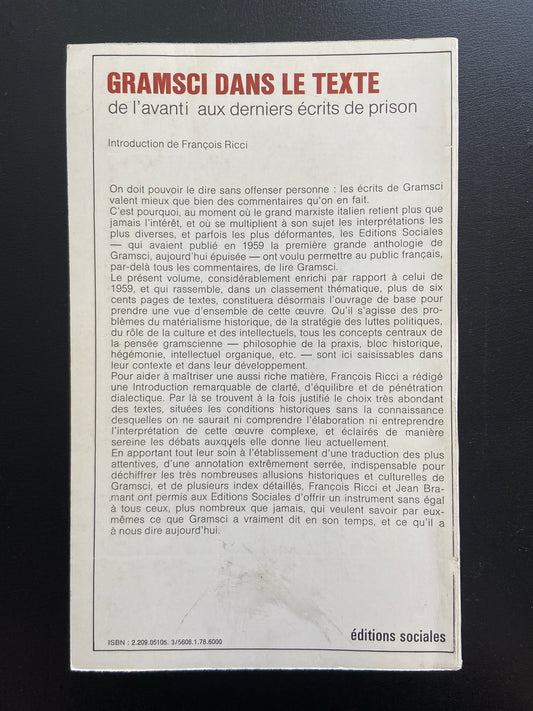 GRAMSCI DANS LE TEXTE
de l'avanti aux derniers écrits de prison
Introduction de François Ricci
On doit pouvoir le dire sans offenser personne : les écrits de Gramsci
valent mieux que bien des commentaires qu'on en fait.
C'est pourquoi, au moment où le grand marxiste italien retient plus que
jamais l'intérêt, et où se multiplient à son sujet les interprétations les
plus diverses, et parfois les plus déformantes, les Editions Sociales
— qui avaient publié en 1959 la première grande anthologie de
Gramsci, aujourd'hui épuisée — ont voulu permettre au public français,
par-delà tous les commentaires, de lire Gramsci.
Le présent volume, considérablement enrichi par rapport à celui de
1959, et qui rassemble, dans un classement thématique, plus de six
cents pages de textes, constituera désormais l'ouvrage de base pour
prendre une vue d'ensemble de cette œuvre. Qu'il s'agisse des pro-
blèmes du matérialisme historique, de la stratégie des luttes politiques,
du rôle de la culture et des intellectuels, tous les concepts centraux de
la pensée gramscienne — philosophie de la praxis, bloc historique,
hégémonie, intellectuel organique, etc. — sont ici saisissables dans
leur contexte et dans leur développement.
Pour aider à maîtriser une aussi riche matière, François Ricci a rédigé
une Introduction remarquable de clarté, d'équilibre et de pénétration
dialectique. Par là se trouvent à la fois justifié le choix très abondant
des textes, situées les conditions historiques sans la connaissance
desquelles on ne saurait ni comprendre l'élaboration ni entreprendre
l'interprétation de cette œuvre complexe, et éclairés de manière
sereine les débats auxquels elle donne lieu actuellement.
En apportant tout leur soin à l'établissement d'une traduction des plus
attentives, d'une annotation extrêmement serrée, indispensable pour
déchiffrer les très nombreuses allusions historiques et culturelles de
Gramsci, et de plusieurs index détaillés, François Ricci et Jean Bra-
mant ont permis aux Editions Sociales d'offrir un instrument sans égal
à tous ceux, plus nombreux que jamais, qui veulent savoir par eux-
mêmes ce que Gramsci a vraiment dit en son temps, et ce qu'il a
à nous dire aujourd'hui.
ISBN : 2.209.05105. 3/5608.1.78.6000
éditions sociales